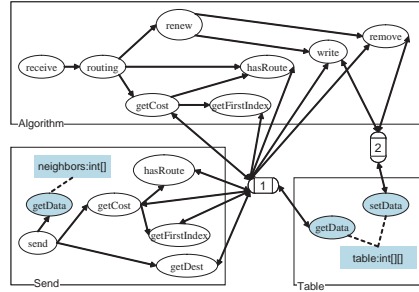 renew
remove
write
receive
routing
hasRoute
getCost
getFirstIndex
Algorithm
2
neighbors:int[]
hasRoute
1
getData
getCost
setData
getFirstIndex
getData
send
getDest
table:int[][]
Send
Table